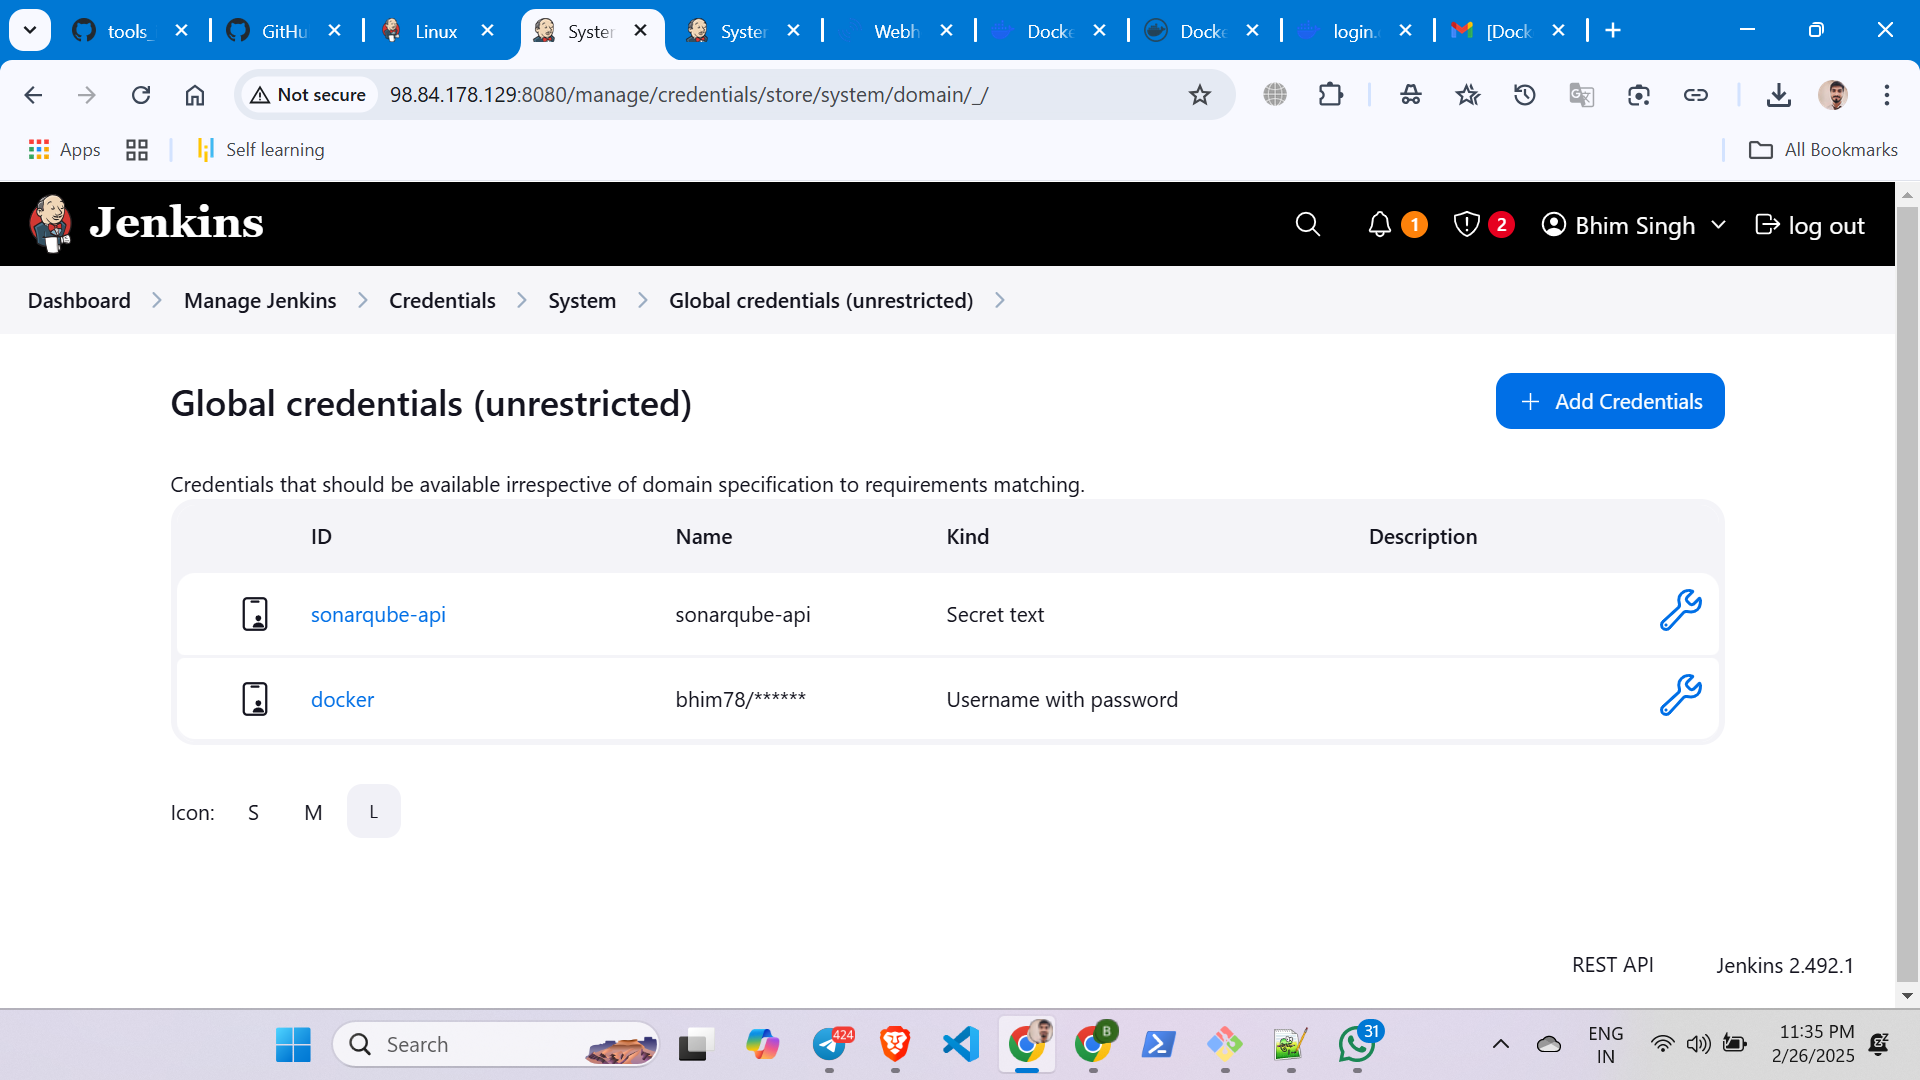 tools_
GitHu
Linux
System
System
Webh
Docke
Docke
login.
[Dock
Not secure
98.84.178.129:8080/manage/credentials/store/system/domain/_/
Apps
Self learning
All Bookmarks
Jenkins
1
2
Bhim Singh
log out
Dashboard
Manage Jenkins
Credentials
System
Global credentials (unrestricted)
Global credentials (unrestricted)
+ Add Credentials
Credentials that should be available irrespective of domain specification to requirements matching.
ID Name Kind Description
sonarqube-api sonarqube-api Secret text
docker bhim78/****** Username with password
Icon: S M L
REST API
Jenkins 2.492.1
Search
424
B
31
ENG
IN
11:35 PM
2/26/2025